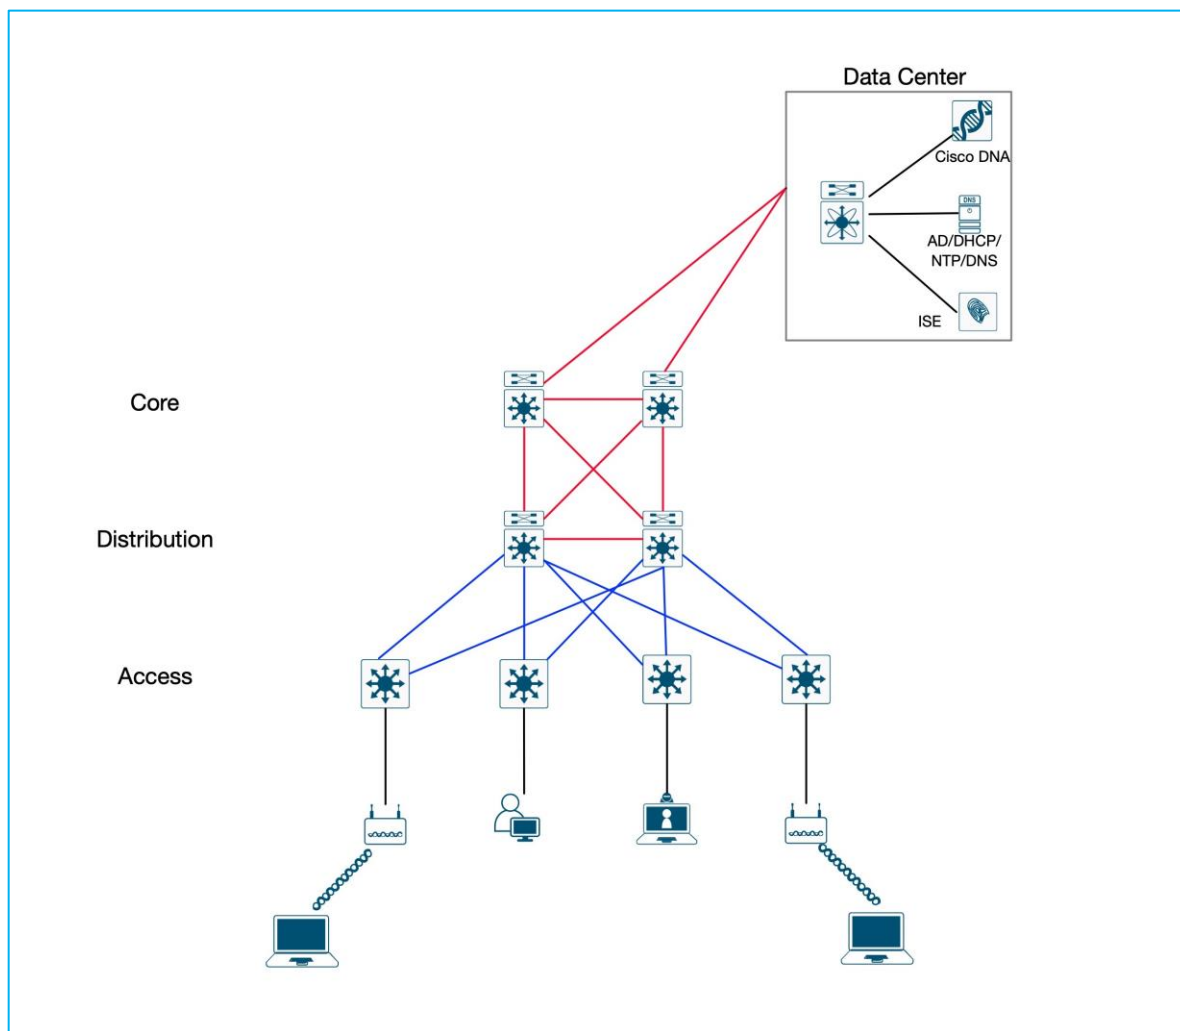 Data Center
Cisco DNA
DNS
AD/DHCP/
NTP/DNS
ISE
Core
Distribution
Access